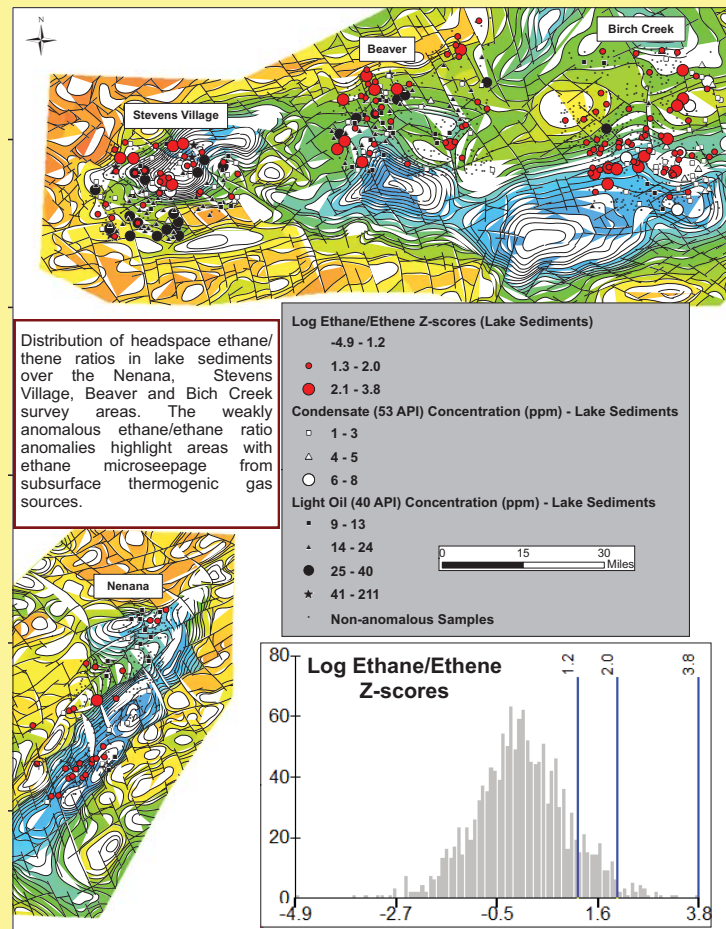 N
Birch Creek
Beaver
Stevens Village
Distribution of headspace ethane/
thene ratios in lake sediments
over the Nenana, Stevens
Village, Beaver and Bich Creek
survey areas. The weakly
anomalous ethane/ethane ratio
anomalies highlight areas with
ethane microseepage from
subsurface thermogenic gas
sources.
Log Ethane/Ethene Z-scores (Lake Sediments)
-4.9 - 1.2
1.3 - 2.0
2.1 - 3.8
Condensate (53 API) Concentration (ppm) - Lake Sediments
1 - 3
4 - 5
6 - 8
Light Oil (40 API) Concentration (ppm) - Lake Sediments
9 - 13
14 - 24
25 - 40
41 - 211
Non-anomalous Samples
0 15 30
Miles
Nenana
Log Ethane/Ethene
Z-scores
1.2 2.0 3.8
80
60
40
20
0
-4.9 -2.7 -0.5 1.6 3.8